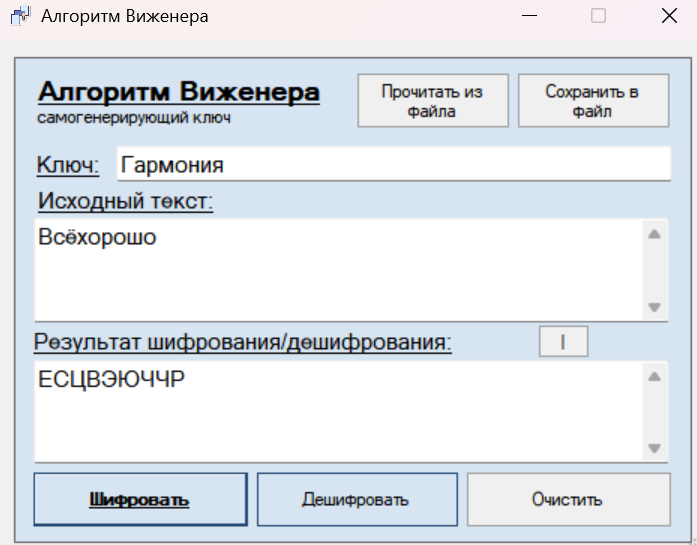 Алгоритм Виженера
Алгоритм Виженера
самогенерирующий ключ
Прочитать из
файла
Сохранить в
файл
Ключ: Гармония
Исходный текст:
Всёхорошо
Результат шифрования/дешифрования:
I
ЕСЦВЭЮЧЧР
Шифровать
Дешифровать
Очистить